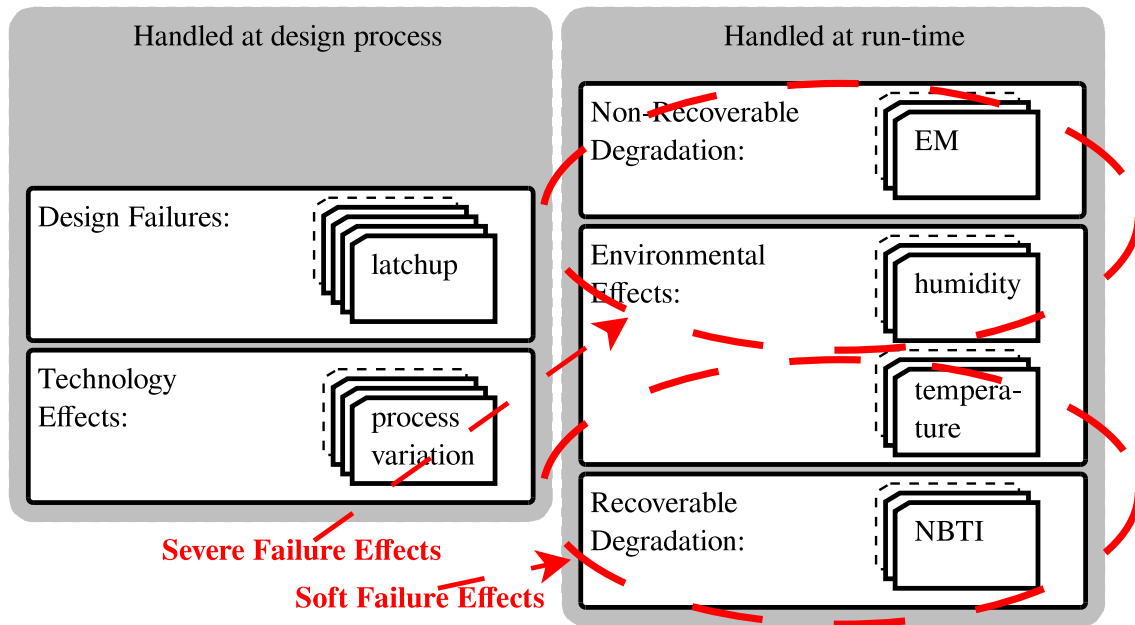 Handled at design process
Design Failures:
latchup
Technology
Effects:
process
variation
Handled at run-time
Non-Recoverable
Degradation:
EM
Environmental
Effects:
humidity
tempera-
ture
Recoverable
Degradation:
NBTI
Severe Failure Effects
Soft Failure Effects